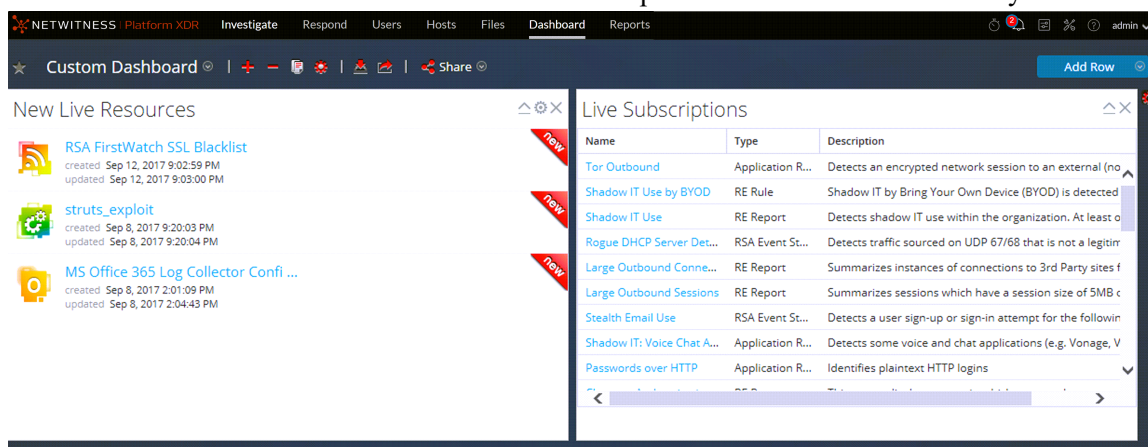 NETWITNESS Platform XDR Investigate Respond Users Hosts Files Dashboard Reports 2 admin
Custom Dashboard Share Add Row
New Live Resources
RSA FirstWatch SSL Blacklist
created Sep 12, 2017 9:02:59 PM
updated Sep 12, 2017 9:03:00 PM
new
struts_exploit
created Sep 8, 2017 9:20:03 PM
updated Sep 8, 2017 9:20:04 PM
new
MS Office 365 Log Collector Confi ...
created Sep 8, 2017 2:01:09 PM
updated Sep 8, 2017 2:04:43 PM
new
Live Subscriptions
Name Type Description
Tor Outbound Application R... Detects an encrypted network session to an external (no
Shadow IT Use by BYOD RE Rule Shadow IT by Bring Your Own Device (BYOD) is detected
Shadow IT Use RE Report Detects shadow IT use within the organization. At least o
Rogue DHCP Server Det... RSA Event St... Detects traffic sourced on UDP 67/68 that is not a legitim
Large Outbound Conne... RE Report Summarizes instances of connections to 3rd Party sites f
Large Outbound Sessions RE Report Summarizes sessions which have a session size of 5MB c
Stealth Email Use RSA Event St... Detects a user sign-up or sign-in attempt for the followin
Shadow IT: Voice Chat A... Application R... Detects some voice and chat applications (e.g. Vonage, V
Passwords over HTTP Application R... Identifies plaintext HTTP logins